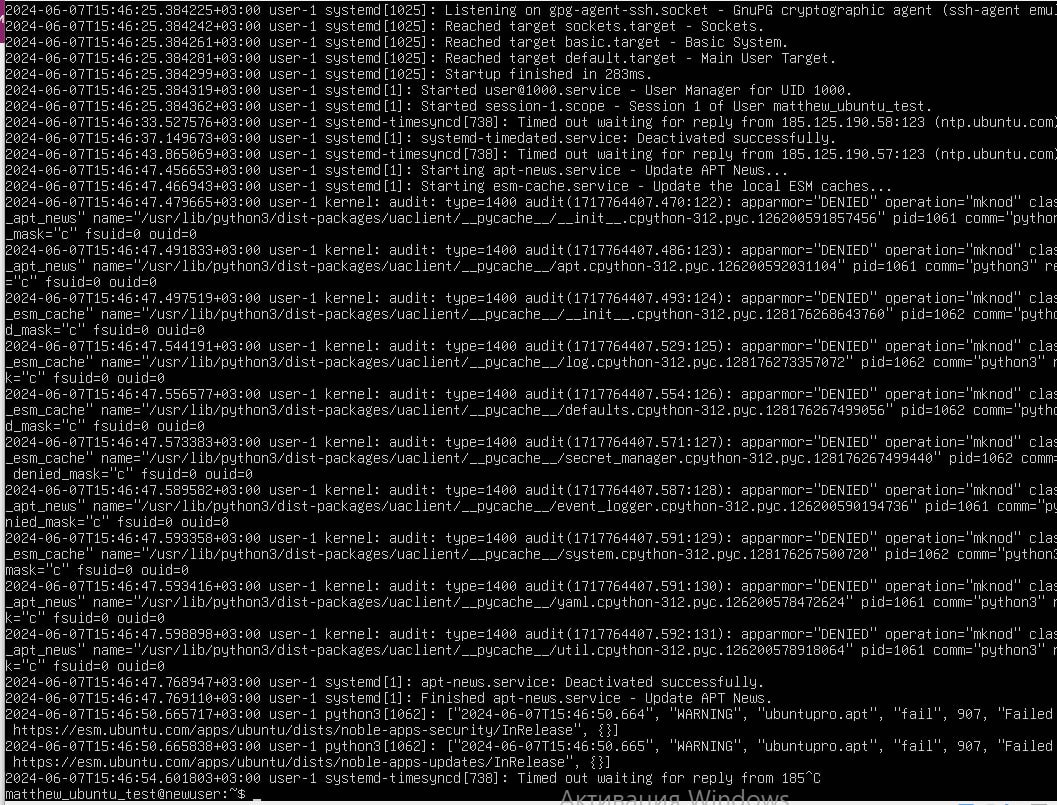 2024-06-07T15:46:25.384225+03:00 user-1 systemd[1025]: Listening on gpg-agent-ssh.socket - GnuPG cryptographic agent (ssh-agent emu
2024-06-07T15:46:25.384242+03:00 user-1 systemd[1025]: Reached target sockets.target - Sockets.
2024-06-07T15:46:25.384261+03:00 user-1 systemd[1025]: Reached target basic.target - Basic System.
2024-06-07T15:46:25.384281+03:00 user-1 systemd[1025]: Reached target default.target - Main User Target.
2024-06-07T15:46:25.384299+03:00 user-1 systemd[1025]: Startup finished in 283ms.
2024-06-07T15:46:25.384319+03:00 user-1 systemd[1]: Started user@1000.service - User Manager for UID 1000.
2024-06-07T15:46:25.384362+03:00 user-1 systemd[1]: Started session-1.scope - Session 1 of User matthew_ubuntu_test.
2024-06-07T15:46:33.527576+03:00 user-1 systemd-timesyncd[738]: Timed out waiting for reply from 185.125.190.58:123 (ntp.ubuntu.com)
2024-06-07T15:46:37.149673+03:00 user-1 systemd[1]: systemd-timedated.service: Deactivated successfully.
2024-06-07T15:46:43.865069+03:00 user-1 systemd-timesyncd[738]: Timed out waiting for reply from 185.125.190.57:123 (ntp.ubuntu.com)
2024-06-07T15:46:47.456653+03:00 user-1 systemd[1]: Starting apt-news.service - Update APT News...
2024-06-07T15:46:47.466943+03:00 user-1 systemd[1]: Starting esm-cache.service - Update the local ESM caches...
2024-06-07T15:46:47.479665+03:00 user-1 kernel: audit: type=1400 audit(1717764407.470:122): apparmor="DENIED" operation="mknod" clas
_apt_news" name="/usr/lib/python3/dist-packages/uaclient/__pycache__/__init__.cpython-312.pyc.126200591857456" pid=1061 comm="python
_mask="c" fsuid=0 ouid=0
2024-06-07T15:46:47.491833+03:00 user-1 kernel: audit: type=1400 audit(1717764407.486:123): apparmor="DENIED" operation="mknod" clas
_apt_news" name="/usr/lib/python3/dist-packages/uaclient/__pycache__/apt.cpython-312.pyc.126200592031104" pid=1061 comm="python3" re
="c" fsuid=0 ouid=0
2024-06-07T15:46:47.497519+03:00 user-1 kernel: audit: type=1400 audit(1717764407.493:124): apparmor="DENIED" operation="mknod" clas
_esm_cache" name="/usr/lib/python3/dist-packages/uaclient/__pycache__/__init__.cpython-312.pyc.128176268643760" pid=1062 comm="pytho
d_mask="c" fsuid=0 ouid=0
2024-06-07T15:46:47.544191+03:00 user-1 kernel: audit: type=1400 audit(1717764407.529:125): apparmor="DENIED" operation="mknod" clas
_esm_cache" name="/usr/lib/python3/dist-packages/uaclient/__pycache__/log.cpython-312.pyc.128176273357072" pid=1062 comm="python3" r
k="c" fsuid=0 ouid=0
2024-06-07T15:46:47.556577+03:00 user-1 kernel: audit: type=1400 audit(1717764407.554:126): apparmor="DENIED" operation="mknod" clas
_esm_cache" name="/usr/lib/python3/dist-packages/uaclient/__pycache__/defaults.cpython-312.pyc.128176267499056" pid=1062 comm="pytho
d_mask="c" fsuid=0 ouid=0
2024-06-07T15:46:47.573383+03:00 user-1 kernel: audit: type=1400 audit(1717764407.571:127): apparmor="DENIED" operation="mknod" clas
_esm_cache" name="/usr/lib/python3/dist-packages/uaclient/__pycache__/secret_manager.cpython-312.pyc.128176267499440" pid=1062 comm=
denied_mask="c" fsuid=0 ouid=0
2024-06-07T15:46:47.589582+03:00 user-1 kernel: audit: type=1400 audit(1717764407.587:128): apparmor="DENIED" operation="mknod" clas
_apt_news" name="/usr/lib/python3/dist-packages/uaclient/__pycache__/event_logger.cpython-312.pyc.126200590194736" pid=1061 comm="py
nied_mask="c" fsuid=0 ouid=0
2024-06-07T15:46:47.593358+03:00 user-1 kernel: audit: type=1400 audit(1717764407.591:129): apparmor="DENIED" operation="mknod" clas
_esm_cache" name="/usr/lib/python3/dist-packages/uaclient/__pycache__/system.cpython-312.pyc.128176267500720" pid=1062 comm="python3
mask="c" fsuid=0 ouid=0
2024-06-07T15:46:47.593416+03:00 user-1 kernel: audit: type=1400 audit(1717764407.591:130): apparmor="DENIED" operation="mknod" clas
_apt_news" name="/usr/lib/python3/dist-packages/uaclient/__pycache__/yaml.cpython-312.pyc.126200578472624" pid=1061 comm="python3" r
k="c" fsuid=0 ouid=0
2024-06-07T15:46:47.598898+03:00 user-1 kernel: audit: type=1400 audit(1717764407.592:131): apparmor="DENIED" operation="mknod" clas
_apt_news" name="/usr/lib/python3/dist-packages/uaclient/__pycache__/util.cpython-312.pyc.126200578918064" pid=1061 comm="python3" r
k="c" fsuid=0 ouid=0
2024-06-07T15:46:47.768947+03:00 user-1 systemd[1]: apt-news.service: Deactivated successfully.
2024-06-07T15:46:47.769110+03:00 user-1 systemd[1]: Finished apt-news.service - Update APT News.
2024-06-07T15:46:50.665717+03:00 user-1 python3[1062]: ["2024-06-07T15:46:50.664", "WARNING", "ubuntupro.apt", "fail", 907, "Failed
https://esm.ubuntu.com/apps/ubuntu/dists/noble-apps-security/InRelease", {}]
2024-06-07T15:46:50.665838+03:00 user-1 python3[1062]: ["2024-06-07T15:46:50.665", "WARNING", "ubuntupro.apt", "fail", 907, "Failed
https://esm.ubuntu.com/apps/ubuntu/dists/noble-apps-updates/InRelease", {}]
2024-06-07T15:46:54.601803+03:00 user-1 systemd-timesyncd[738]: Timed out waiting for reply from 185^C
matthew_ubuntu_test@newuser:~$ _
Активация Windows